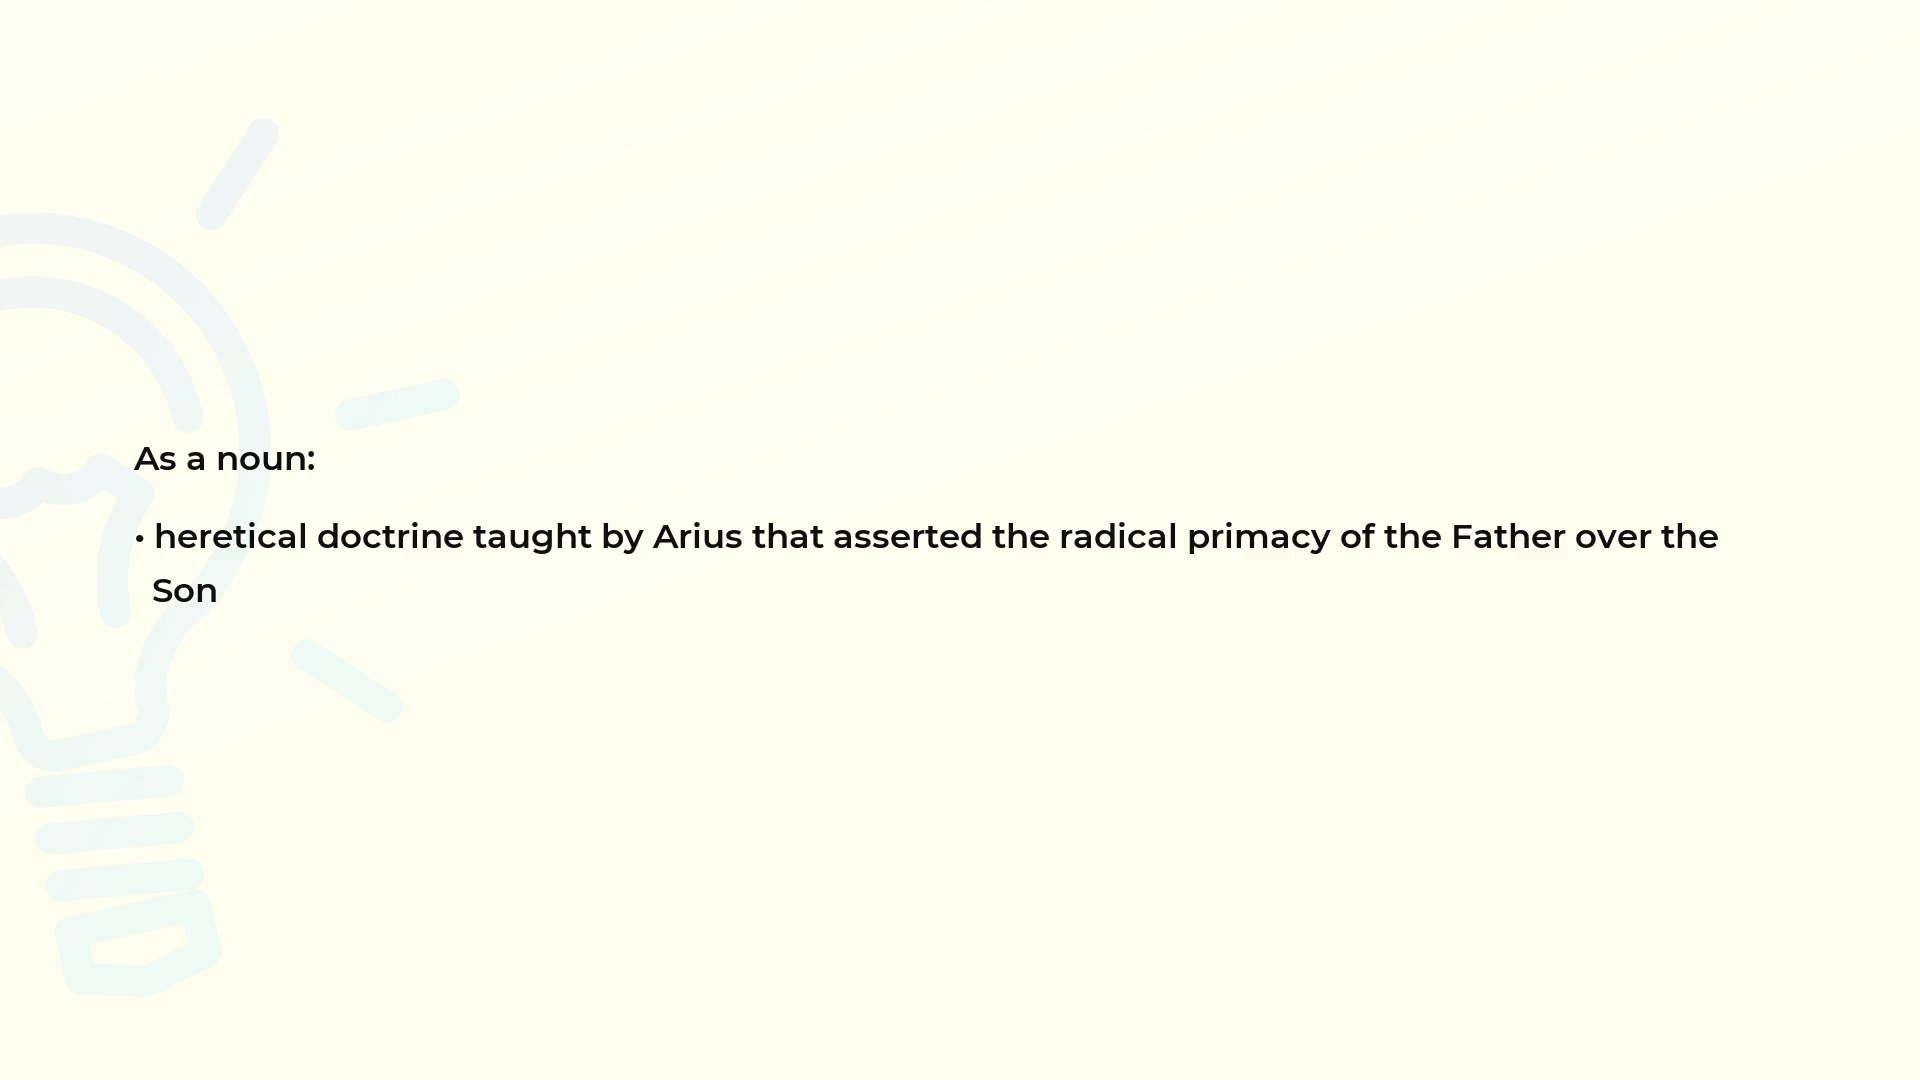 As a noun:
• heretical doctrine taught by Arius that asserted the radical primacy of the Father over the
Son